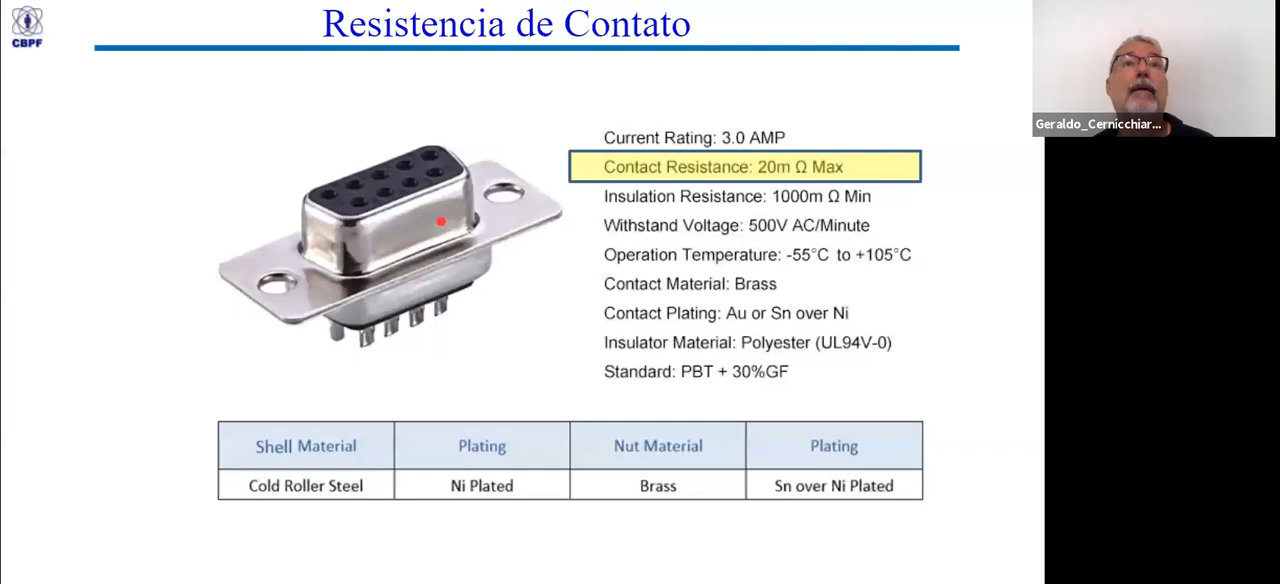 CBPF
Resistencia de Contato
Geraldo_Cernicchiar...
Current Rating: 3.0 AMP
Contact Resistance: 20m Ω Max
Insulation Resistance: 1000m Ω Min
Withstand Voltage: 500V AC/Minute
Operation Temperature: -55°C to +105°C
Contact Material: Brass
Contact Plating: Au or Sn over Ni
Insulator Material: Polyester (UL94V-0)
Standard: PBT + 30%GF
Shell Material Plating Nut Material Plating
Cold Roller Steel Ni Plated Brass Sn over Ni Plated